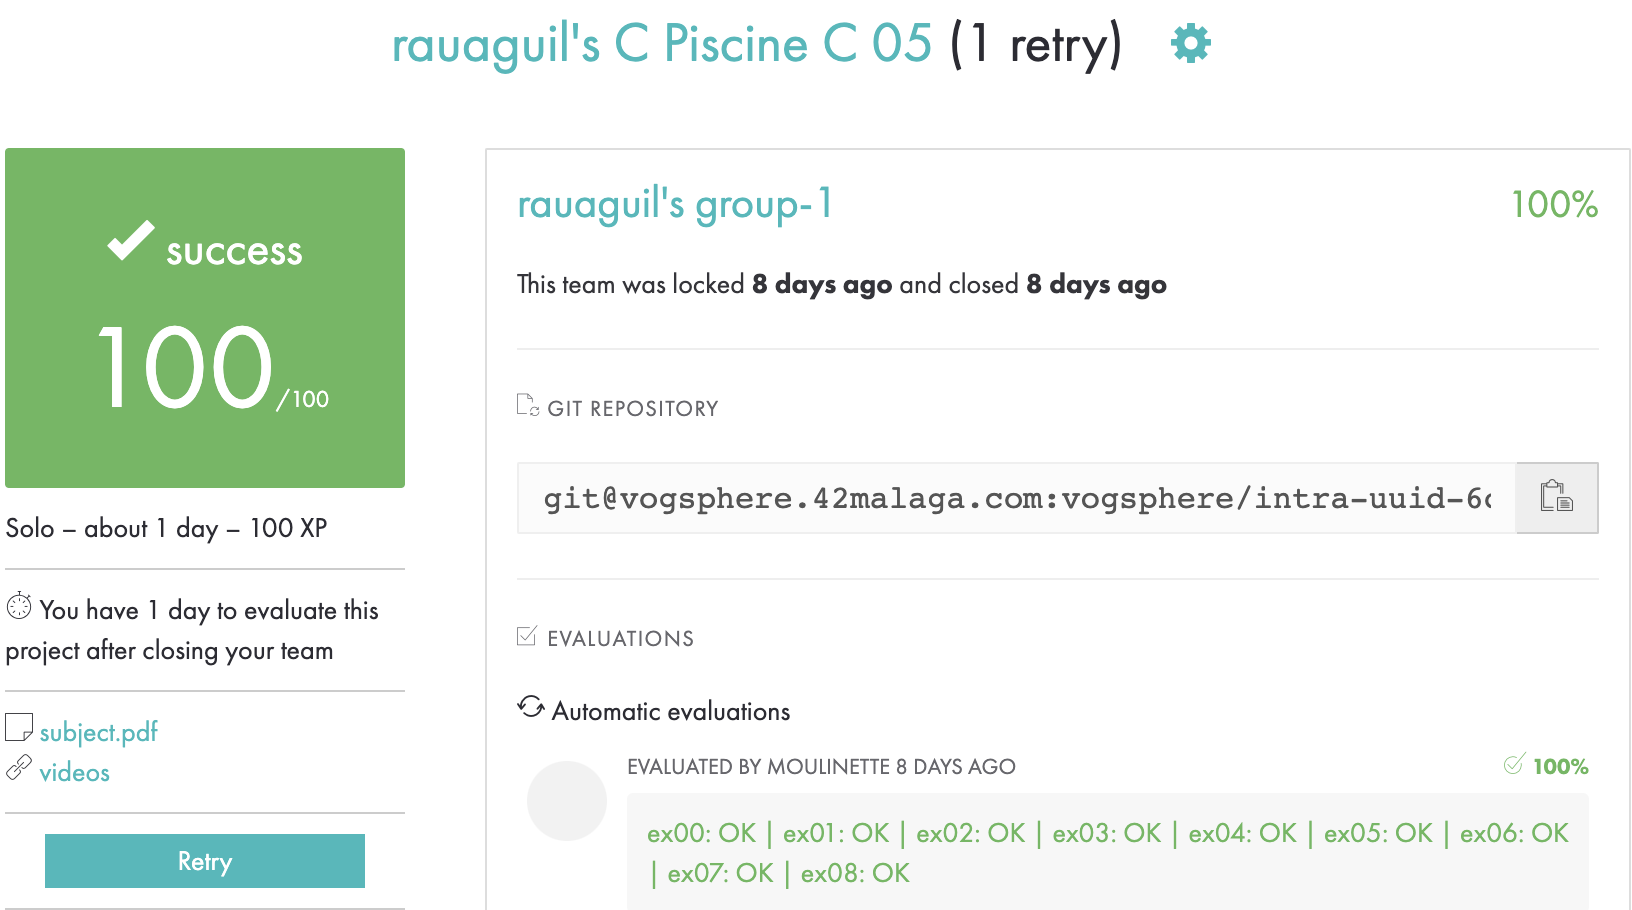 rauaguil's C Piscine C 05 (1 retry)
success
100/100
Solo – about 1 day – 100 XP
You have 1 day to evaluate this
project after closing your team
subject.pdf
videos
Retry
rauaguil's group-1
100%
This team was locked 8 days ago and closed 8 days ago
GIT REPOSITORY
git@vogsphere.42malaga.com:vogsphere/intra-uuid-6
EVALUATIONS
Automatic evaluations
EVALUATED BY MOULINETTE 8 DAYS AGO
100%
ex00: OK | ex01: OK | ex02: OK | ex03: OK | ex04: OK | ex05: OK | ex06: OK
| ex07: OK | ex08: OK